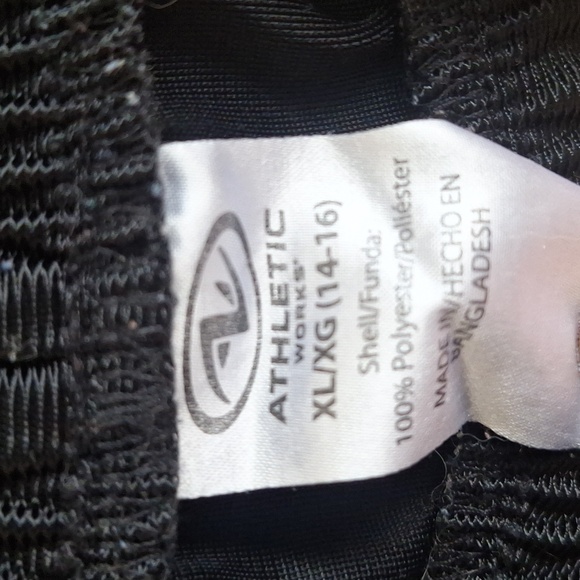 ATHLETIC
WORKS
XL/XG (14-16)
Shell/Funda:
100% Polyester/Poliéster
MADE IN/HECHO EN
BANGLADESH